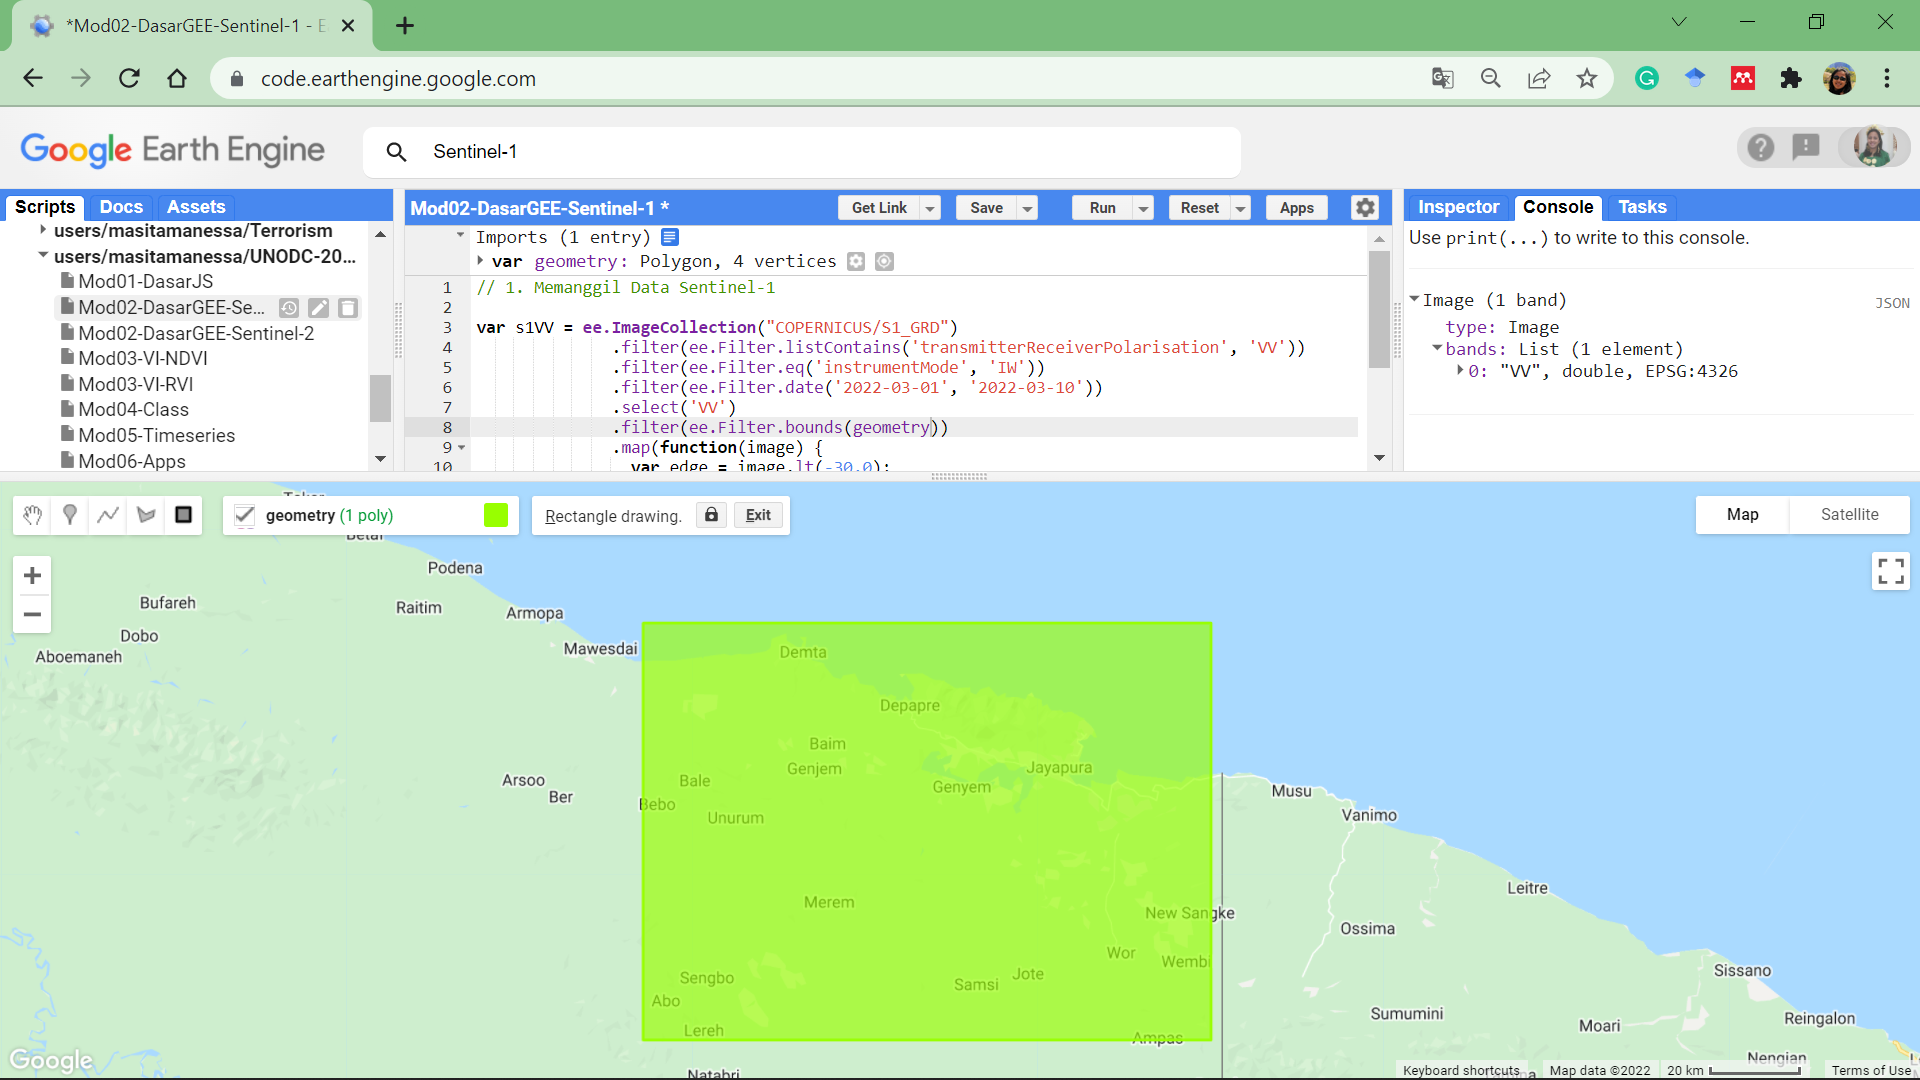 *Mod02-DasarGEE-Sentinel-1 - E
code.earthengine.google.com
Google Earth Engine
Sentinel-1
Scripts Docs Assets
users/masitamanessa/Terrorism
users/masitamanessa/UNODC-20...
Mod01-DasarJS
Mod02-DasarGEE-Se...
Mod02-DasarGEE-Sentinel-2
Mod03-VI-NDVI
Mod03-VI-RVI
Mod04-Class
Mod05-Timeseries
Mod06-Apps
Mod02-DasarGEE-Sentinel-1 *
Get Link Save Run Reset Apps
Imports (1 entry)
var geometry: Polygon, 4 vertices
1 // 1. Memanggil Data Sentinel-1
2
3 var s1VV = ee.ImageCollection("COPERNICUS/S1_GRD")
4 .filter(ee.Filter.listContains('transmitterReceiverPolarisation', 'VV'))
5 .filter(ee.Filter.eq('instrumentMode', 'IW'))
6 .filter(ee.Filter.date('2022-03-01', '2022-03-10'))
7 .select('VV')
8 .filter(ee.Filter.bounds(geometry))
9 .map(function(image) {
10 var edge = image.lt(-30.0);
Inspector Console Tasks
Use print(...) to write to this console.
Image (1 band) JSON
type: Image
bands: List (1 element)
0: "VV", double, EPSG:4326
geometry (1 poly)
Rectangle drawing. Exit
Map Satellite
Betaf
Podena
Bufareh
Raitim
Armopa
Dobo
Mawesdai
Aboemaneh
Demta
Depapre
Baim
Genjem
Jayapura
Arsoo
Bale
Genyem
Ber
Bebo
Musu
Unurum
Vanimo
Leitre
Merem
New Sangke
Ossima
Wor
Wembi
Sengbo
Jote
Sissano
Samsi
Abo
Sumumini
Reingalon
Lereh
Moari
Ampas
Nengian
Natabri
Google
Keyboard shortcuts Map data ©2022 20 km Terms of Use